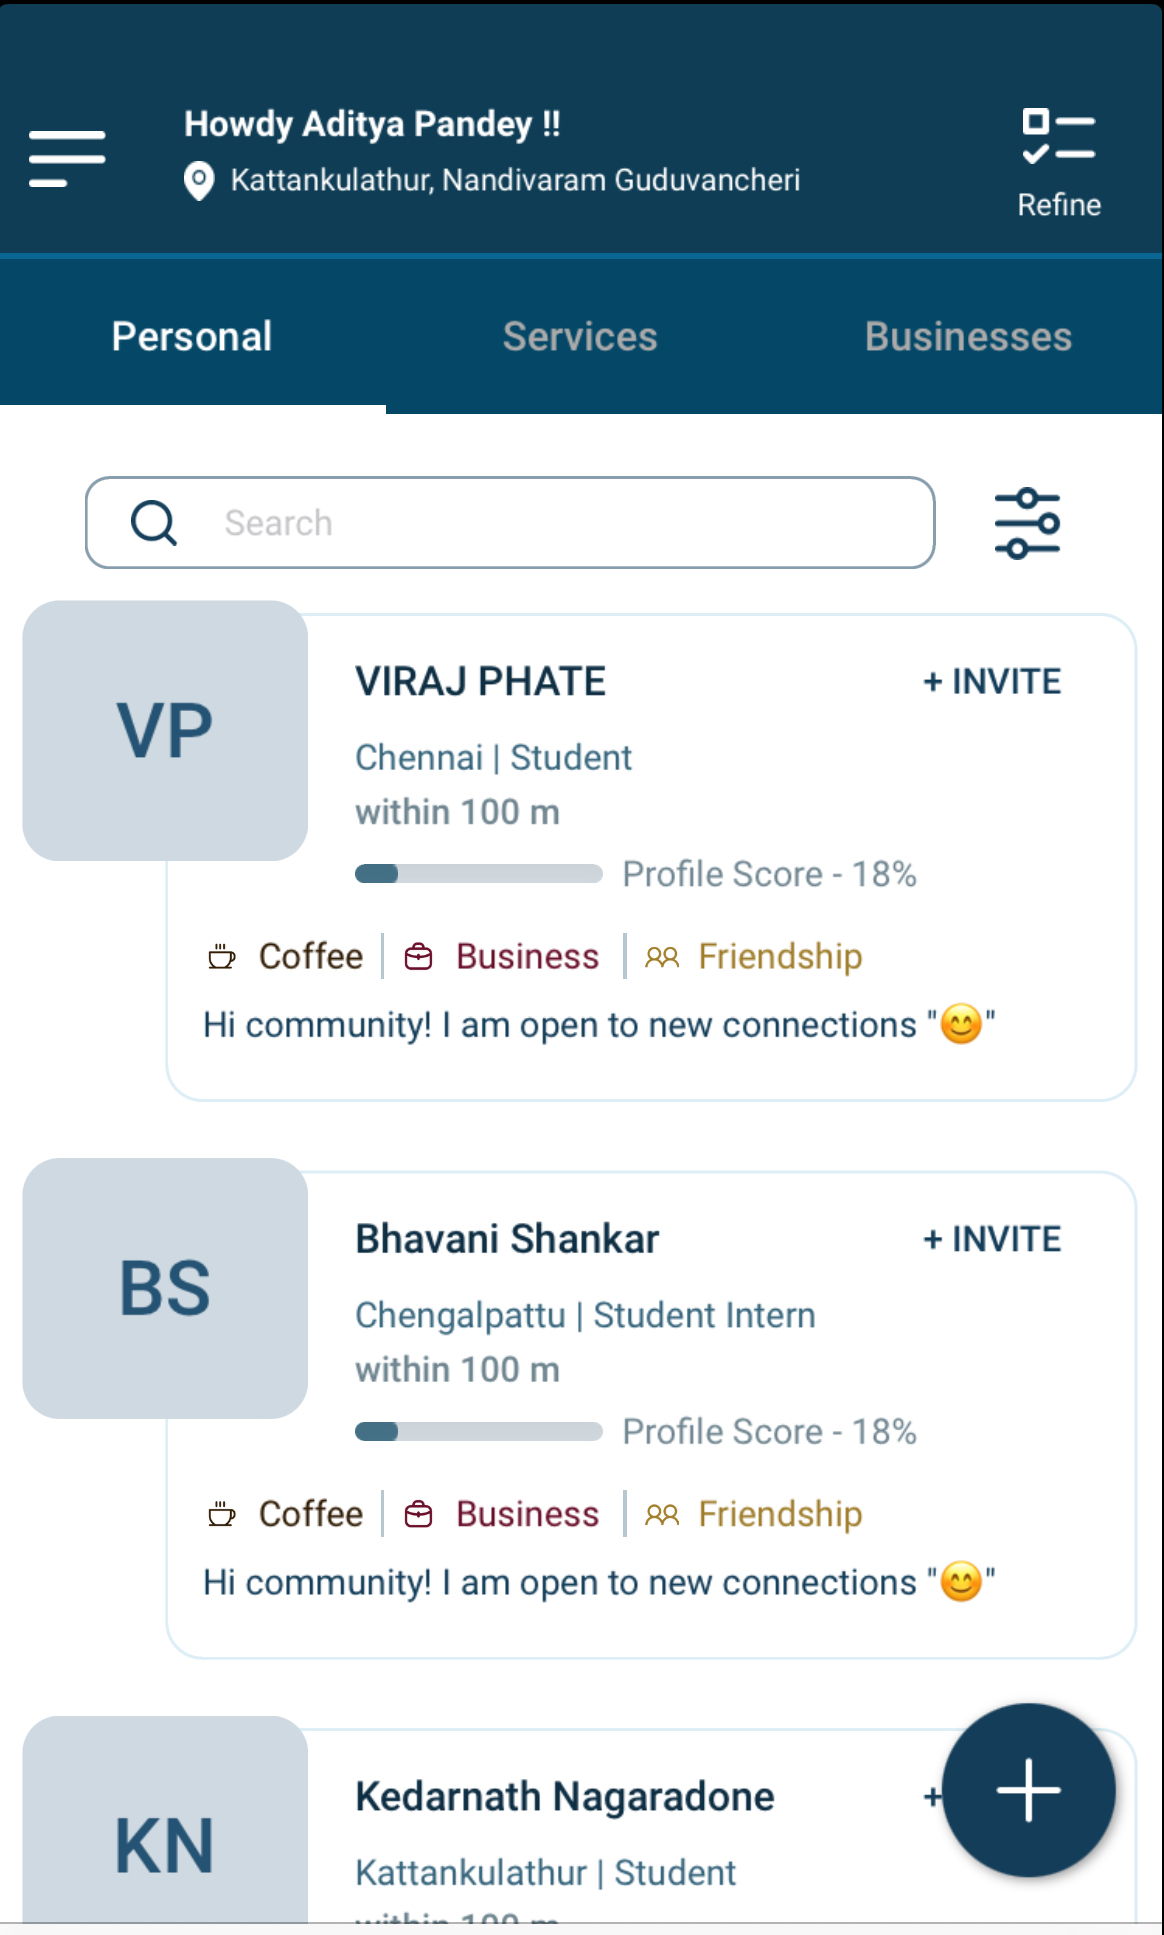 Howdy Aditya Pandey !!
Kattankulathur, Nandivaram Guduvancheri
Refine
Personal Services Businesses
Search
VP
VIRAJ PHATE + INVITE
Chennai | Student
within 100 m
Profile Score - 18%
Coffee | Business | Friendship
Hi community! I am open to new connections "😊"
BS
Bhavani Shankar + INVITE
Chengalpattu | Student Intern
within 100 m
Profile Score - 18%
Coffee | Business | Friendship
Hi community! I am open to new connections "😊"
KN
Kedarnath Nagaradone +
Kattankulathur | Student
within 100 m